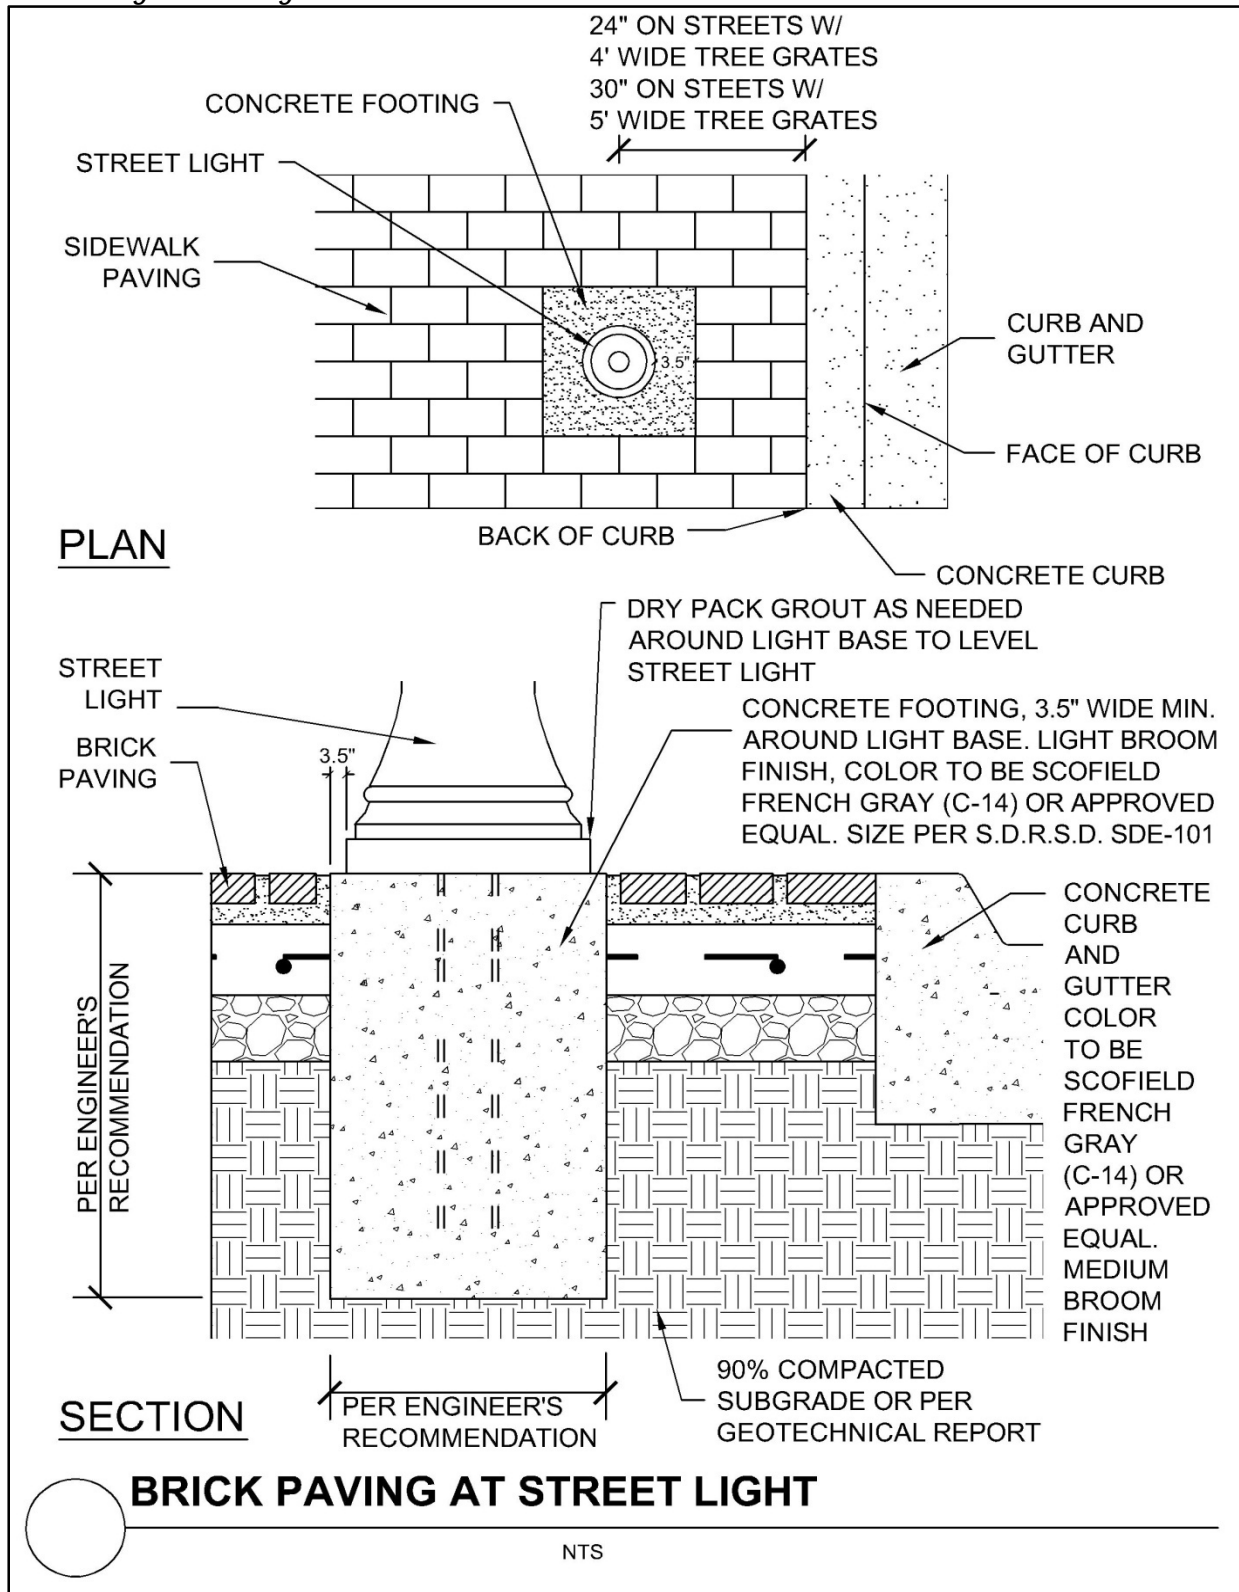 24" ON STREETS W/
4' WIDE TREE GRATES
30" ON STEETS W/
5' WIDE TREE GRATES
CONCRETE FOOTING
STREET LIGHT
SIDEWALK
PAVING
3.5"
CURB AND
GUTTER
FACE OF CURB
BACK OF CURB
CONCRETE CURB
PLAN
DRY PACK GROUT AS NEEDED
AROUND LIGHT BASE TO LEVEL
STREET LIGHT
STREET
LIGHT
BRICK
PAVING
3.5"
CONCRETE FOOTING, 3.5" WIDE MIN.
AROUND LIGHT BASE. LIGHT BROOM
FINISH, COLOR TO BE SCOFIELD
FRENCH GRAY (C-14) OR APPROVED
EQUAL. SIZE PER S.D.R.S.D. SDE-101
CONCRETE
CURB
AND
GUTTER
COLOR
TO BE
SCOFIELD
FRENCH
GRAY
(C-14) OR
APPROVED
EQUAL.
MEDIUM
BROOM
FINISH
PER ENGINEER'S
RECOMMENDATION
PER ENGINEER'S
RECOMMENDATION
90% COMPACTED
SUBGRADE OR PER
GEOTECHNICAL REPORT
SECTION
BRICK PAVING AT STREET LIGHT
NTS